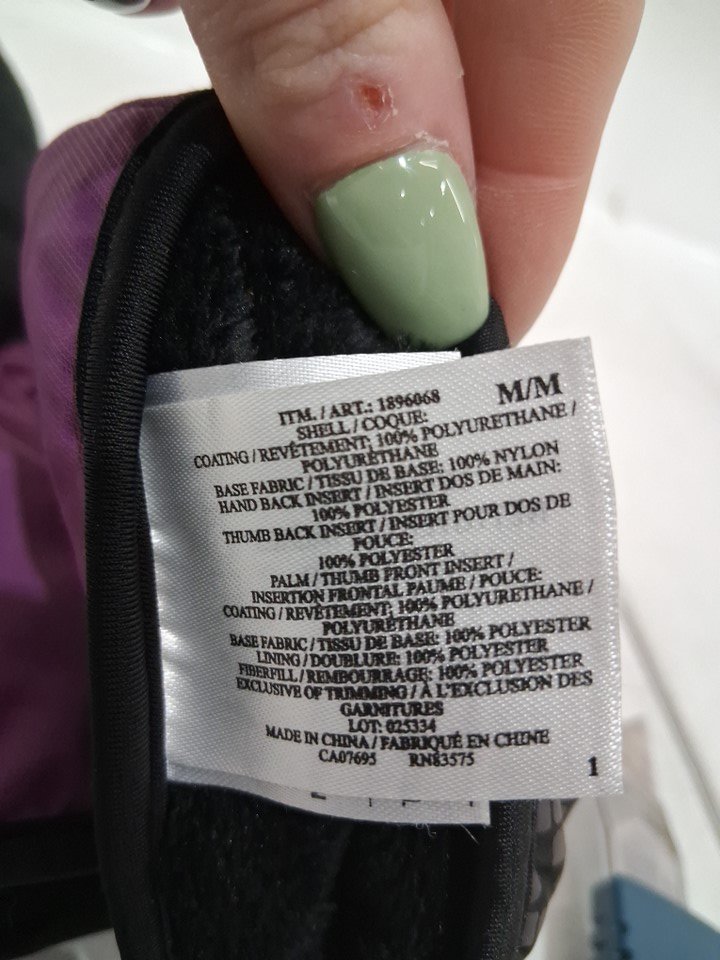 ITM. / ART.: 1896068 M/M
SHELL / COQUE:
COATING / REVÊTEMENT: 100% POLYURETHANE /
POLYURÉTHANE
BASE FABRIC / TISSU DE BASE: 100% NYLON
HAND BACK INSERT / INSERT DOS DE MAIN:
100% POLYESTER
THUMB BACK INSERT / INSERT POUR DOS DE
POUCE:
100% POLYESTER
PALM / THUMB FRONT INSERT /
INSERTION FRONTAL PAUME / POUCE:
COATING / REVÊTEMENT: 100% POLYURETHANE /
POLYURÉTHANE
BASE FABRIC / TISSU DE BASE: 100% POLYESTER
LINING / DOUBLURE: 100% POLYESTER
FIBERFILL / REMBOURRAGE: 100% POLYESTER
EXCLUSIVE OF TRIMMING / À L'EXCLUSION DES
GARNITURES
LOT: 025334
MADE IN CHINA / FABRIQUÉ EN CHINE
CA07695 RN83575
1